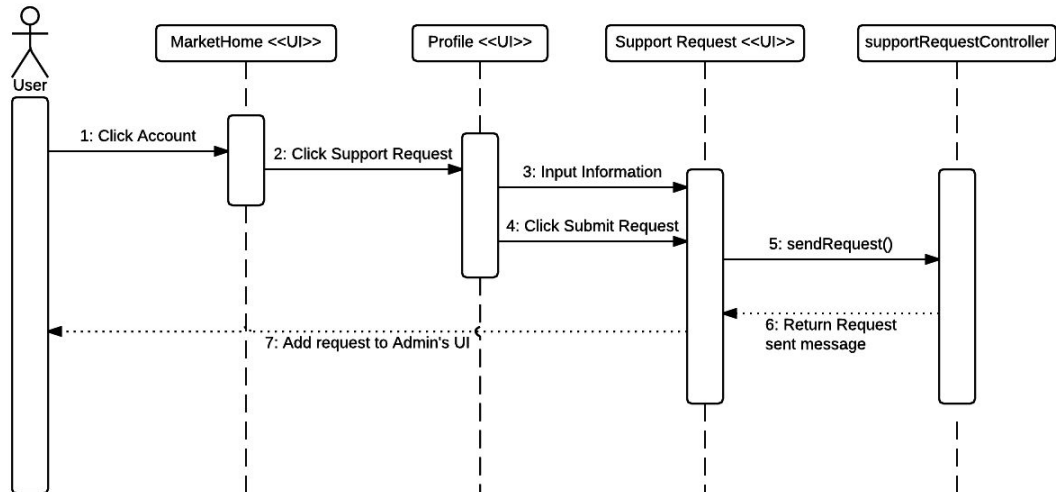 MarketHome <<UI>>
Profile <<UI>>
Support Request <<UI>>
supportRequestController
User
1: Click Account
2: Click Support Request
3: Input Information
4: Click Submit Request
5: sendRequest()
6: Return Request
sent message
7: Add request to Admin's UI